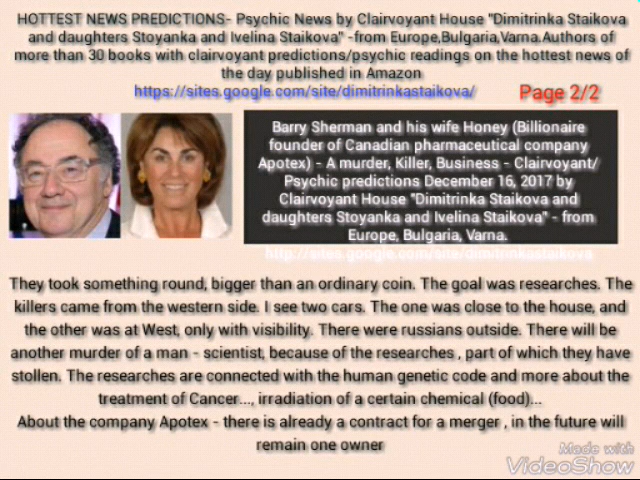 HOTTEST NEWS PREDICTIONS- Psychic News by Clairvoyant House "Dimitrinka Staikova
and daughters Stoyanka and Ivelina Staikova" -from Europe,Bulgaria,Varna.Authors of
more than 30 books with clairvoyant predictions/psychic readings on the hottest news of
the day published in Amazon
https://sites.google.com/site/dimitrinkastaikova/
Page 2/2
Barry Sherman and his wife Honey (Billionaire
founder of Canadian pharmaceutical company
Apotex) - A murder, Killer, Business - Clairvoyant/
Psychic predictions December 16, 2017 by
Clairvoyant House "Dimitrinka Staikova and
daughters Stoyanka and Ivelina Staikova" - from
Europe, Bulgaria, Varna.
http://sites.google.com/site/dimitrinkastaikova
They took something round, bigger than an ordinary coin. The goal was researches. The
killers came from the western side. I see two cars. The one was close to the house, and
the other was at West, only with visibility. There were russians outside. There will be
another murder of a man - scientist, because of the researches , part of which they have
stollen. The researches are connected with the human genetic code and more about the
treatment of Cancer..., irradiation of a certain chemical (food)...
About the company Apotex - there is already a contract for a merger , in the future will
remain one owner
Made with
VideoShow